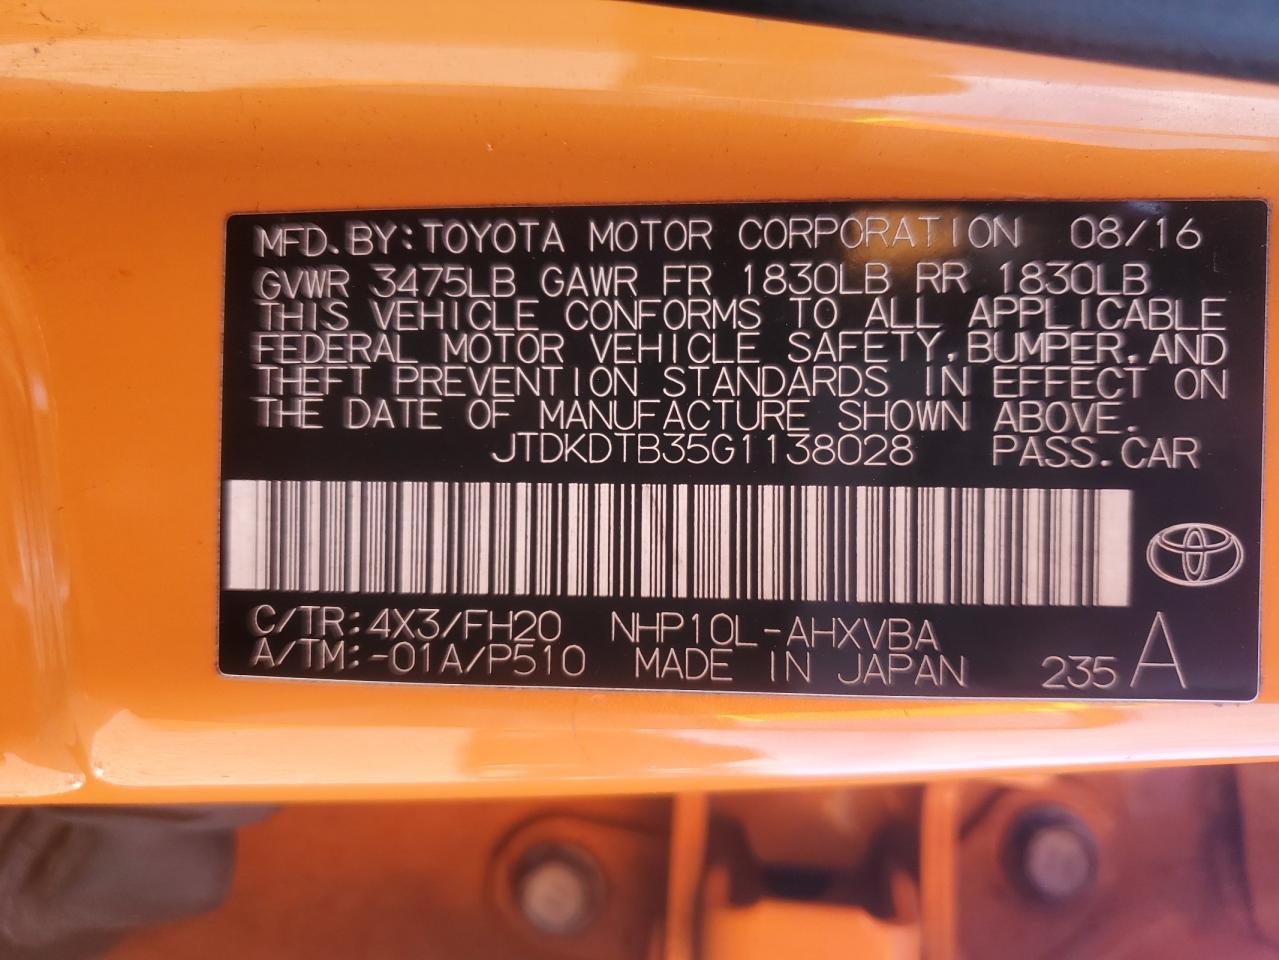 MFD.BY:TOYOTA MOTOR CORPORATION 08/16
GVWR 3475LB GAWR FR 1830LB RR 1830LB
THIS VEHICLE CONFORMS TO ALL APPLICABLE
FEDERAL MOTOR VEHICLE SAFETY,BUMPER,AND
THEFT PREVENTION STANDARDS IN EFFECT ON
THE DATE OF MANUFACTURE SHOWN ABOVE.
JTDKDTB35G1138028 PASS.CAR
C/TR:4X3/FH20 NHP10L-AHXVBA
A/TM:-01A/P510 MADE IN JAPAN 235 A